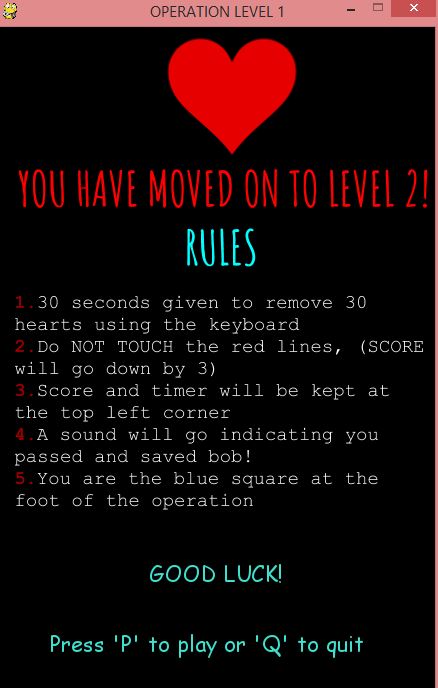 OPERATION LEVEL 1
YOU HAVE MOVED ON TO LEVEL 2!
RULES
1.30 seconds given to remove 30
hearts using the keyboard
2.Do NOT TOUCH the red lines, (SCORE
will go down by 3)
3.Score and timer will be kept at
the top left corner
4.A sound will go indicating you
passed and saved bob!
5.You are the blue square at the
foot of the operation
GOOD LUCK!
Press 'P' to play or 'Q' to quit